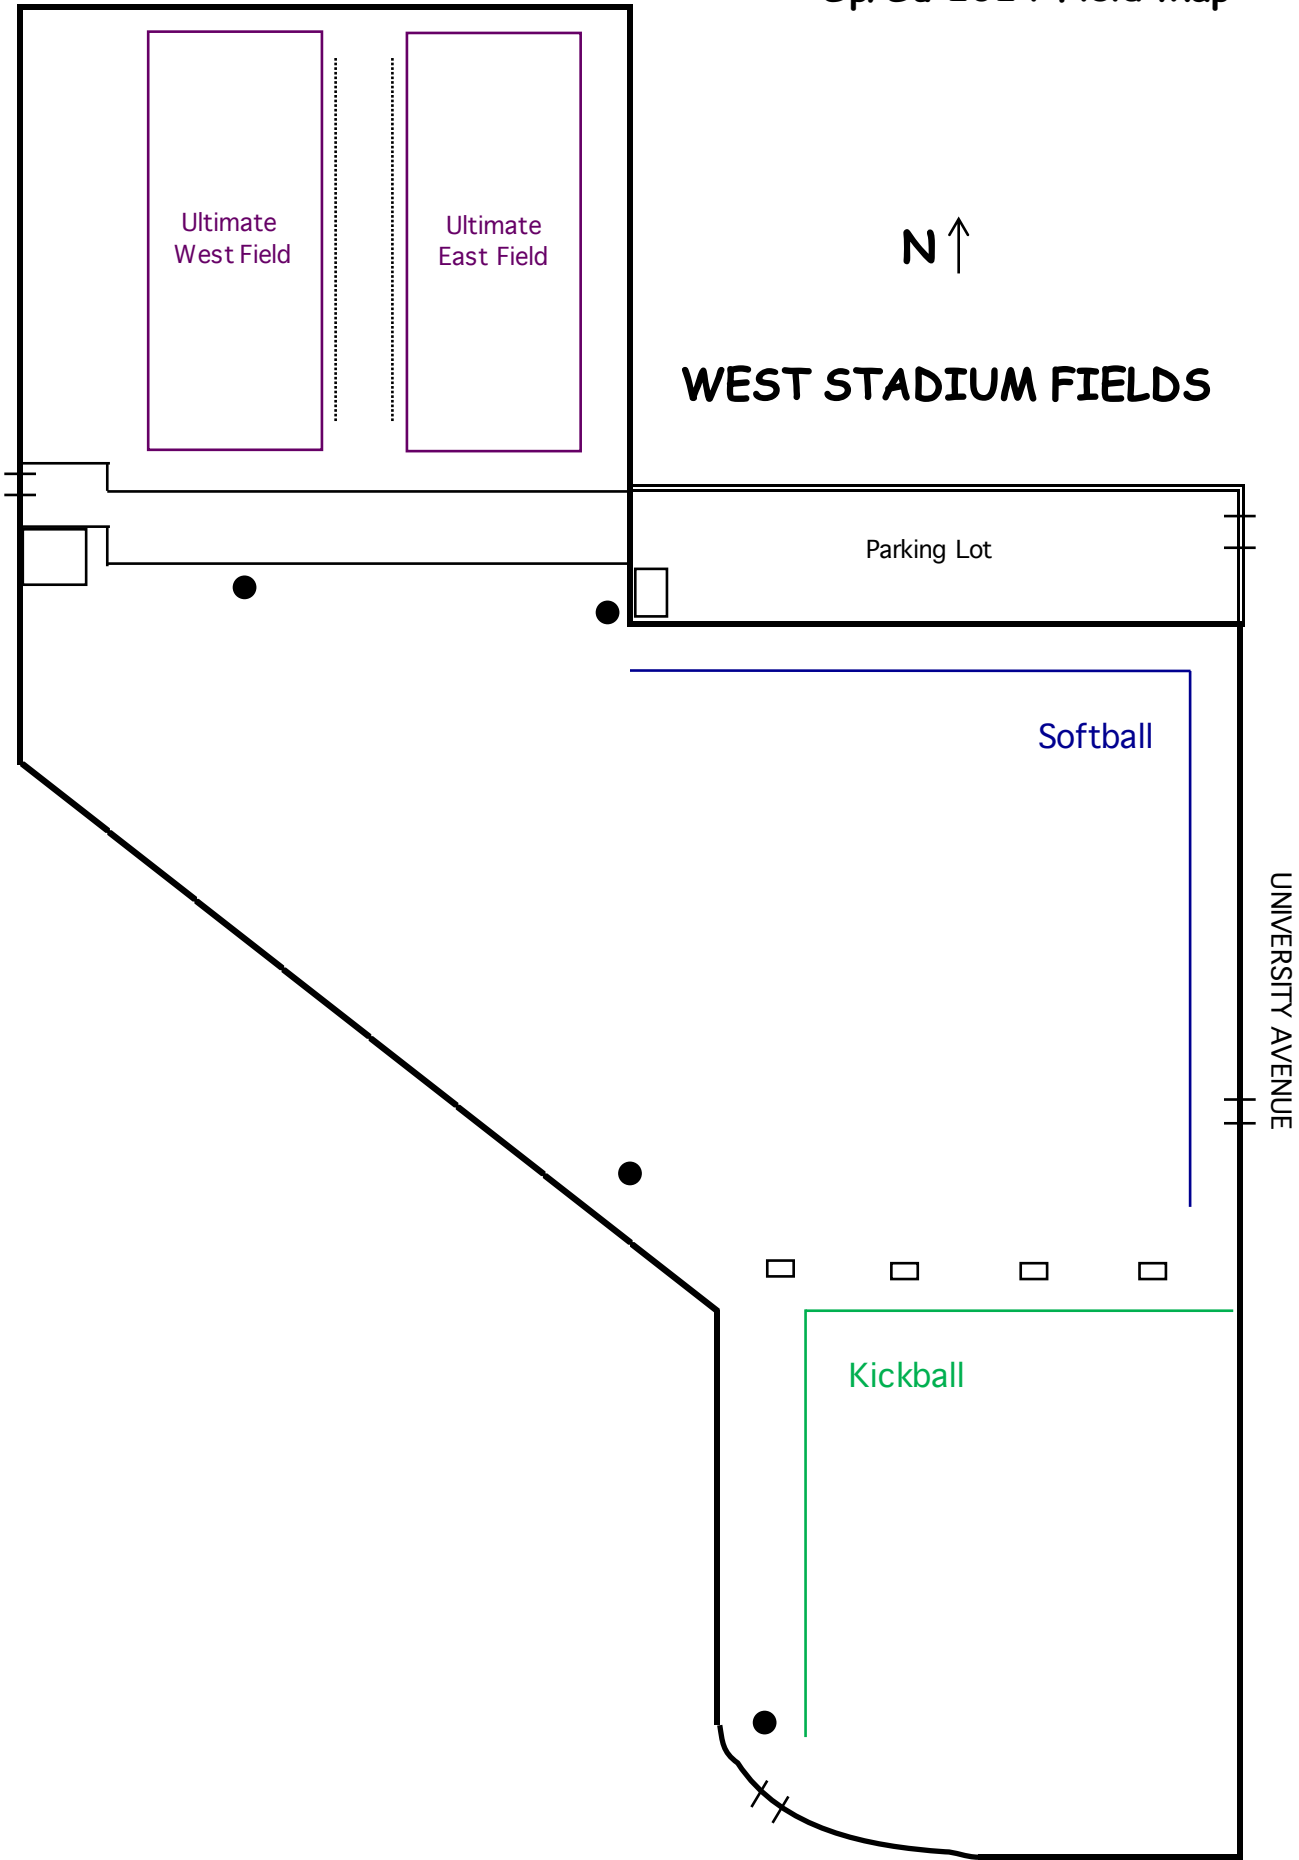 Ultimate
West Field
Ultimate
East Field
N
WEST STADIUM FIELDS
Parking Lot
Softball
UNIVERSITY AVENUE
Kickball